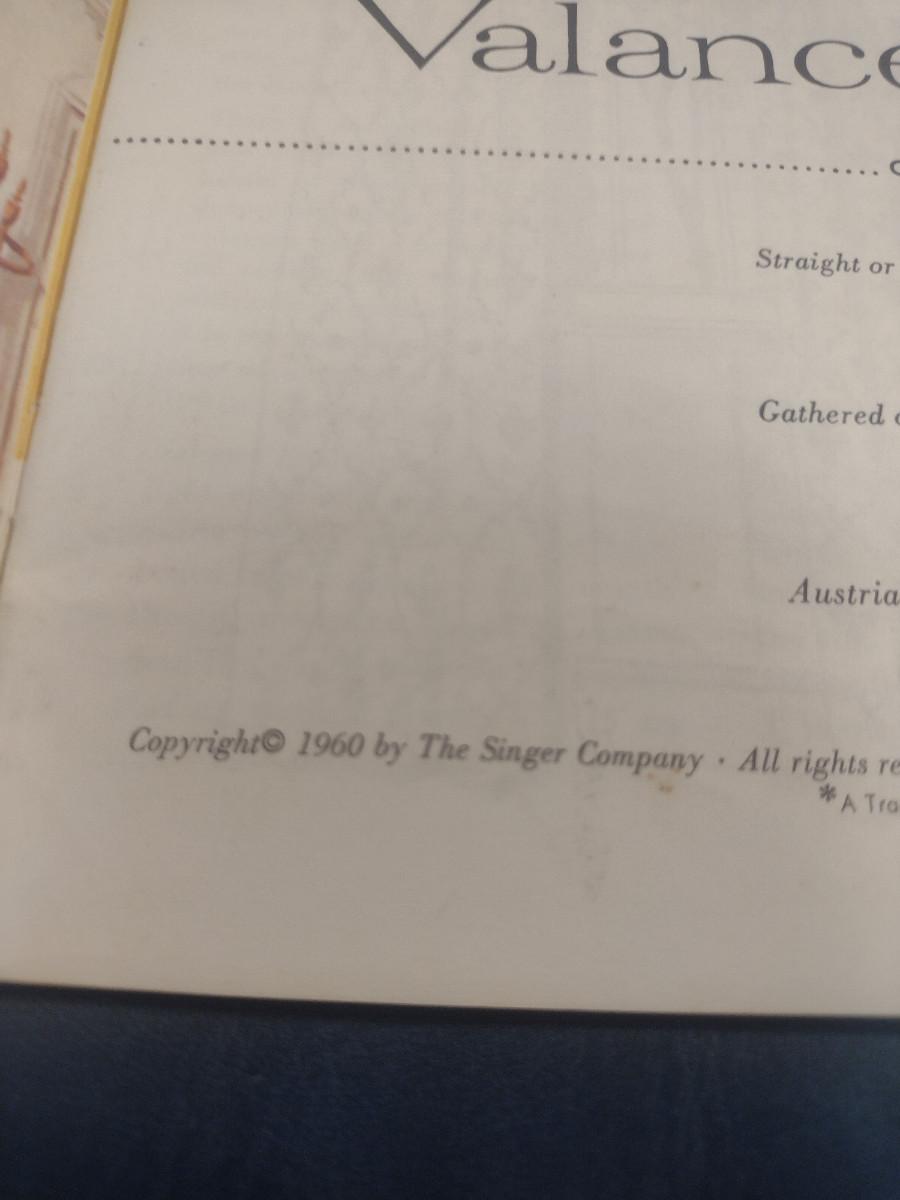 Valance
Straight or
Gathered
Austria
Copyright© 1960 by The Singer Company · All rights re
* A Tra